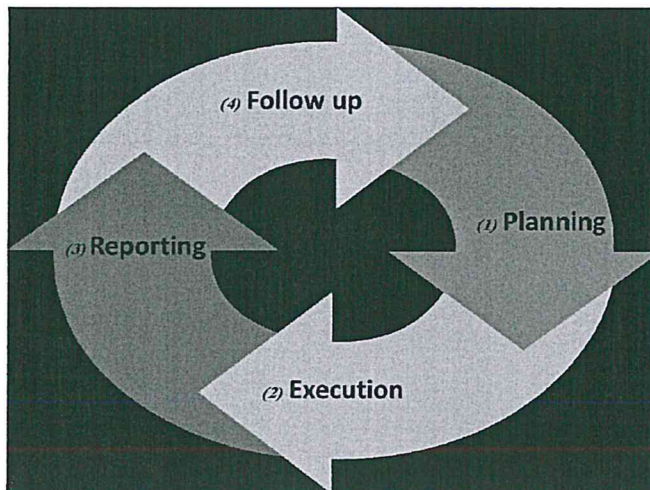 (4) Follow up
(1) Planning
(3) Reporting
(2) Execution